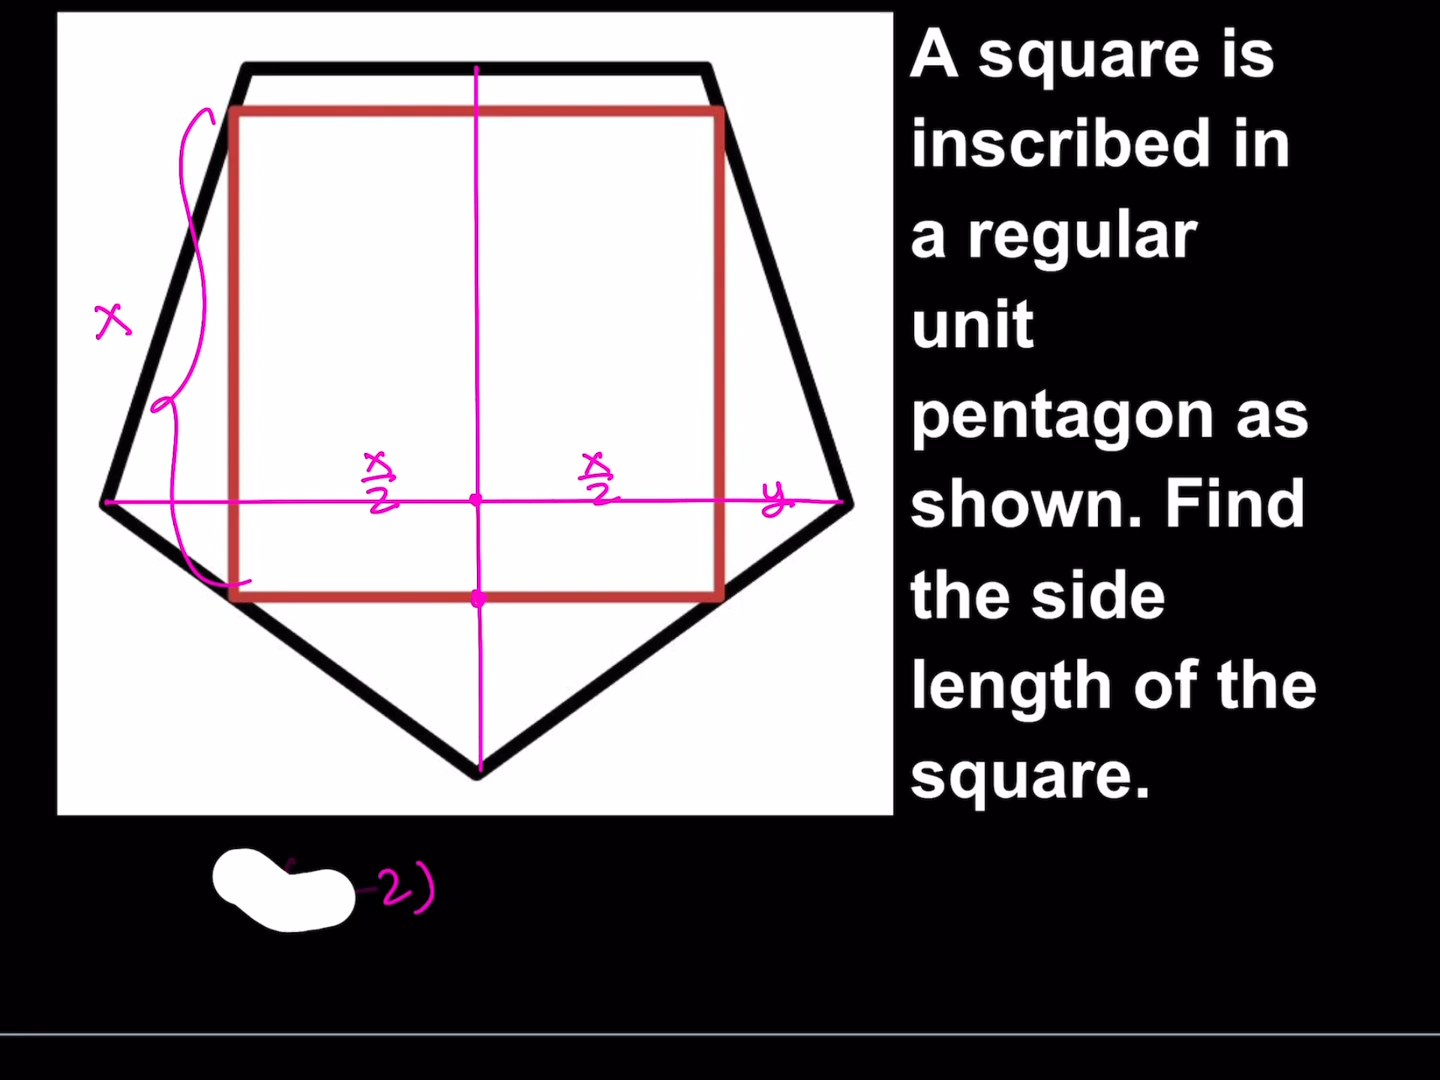 A square is
inscribed in
a regular
unit
pentagon as
shown. Find
the side
length of the
square.
x
x/2 x/2 y
-2)